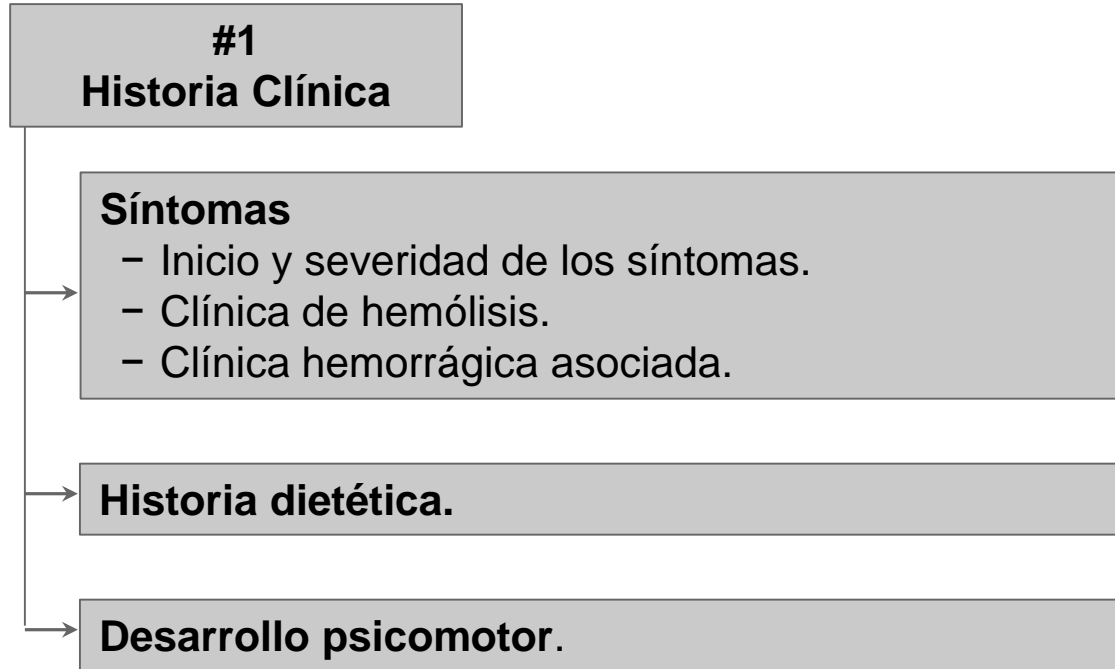 #1
Historia Clínica
Síntomas
− Inicio y severidad de los síntomas.
− Clínica de hemólisis.
− Clínica hemorrágica asociada.
Historia dietética.
Desarrollo psicomotor.